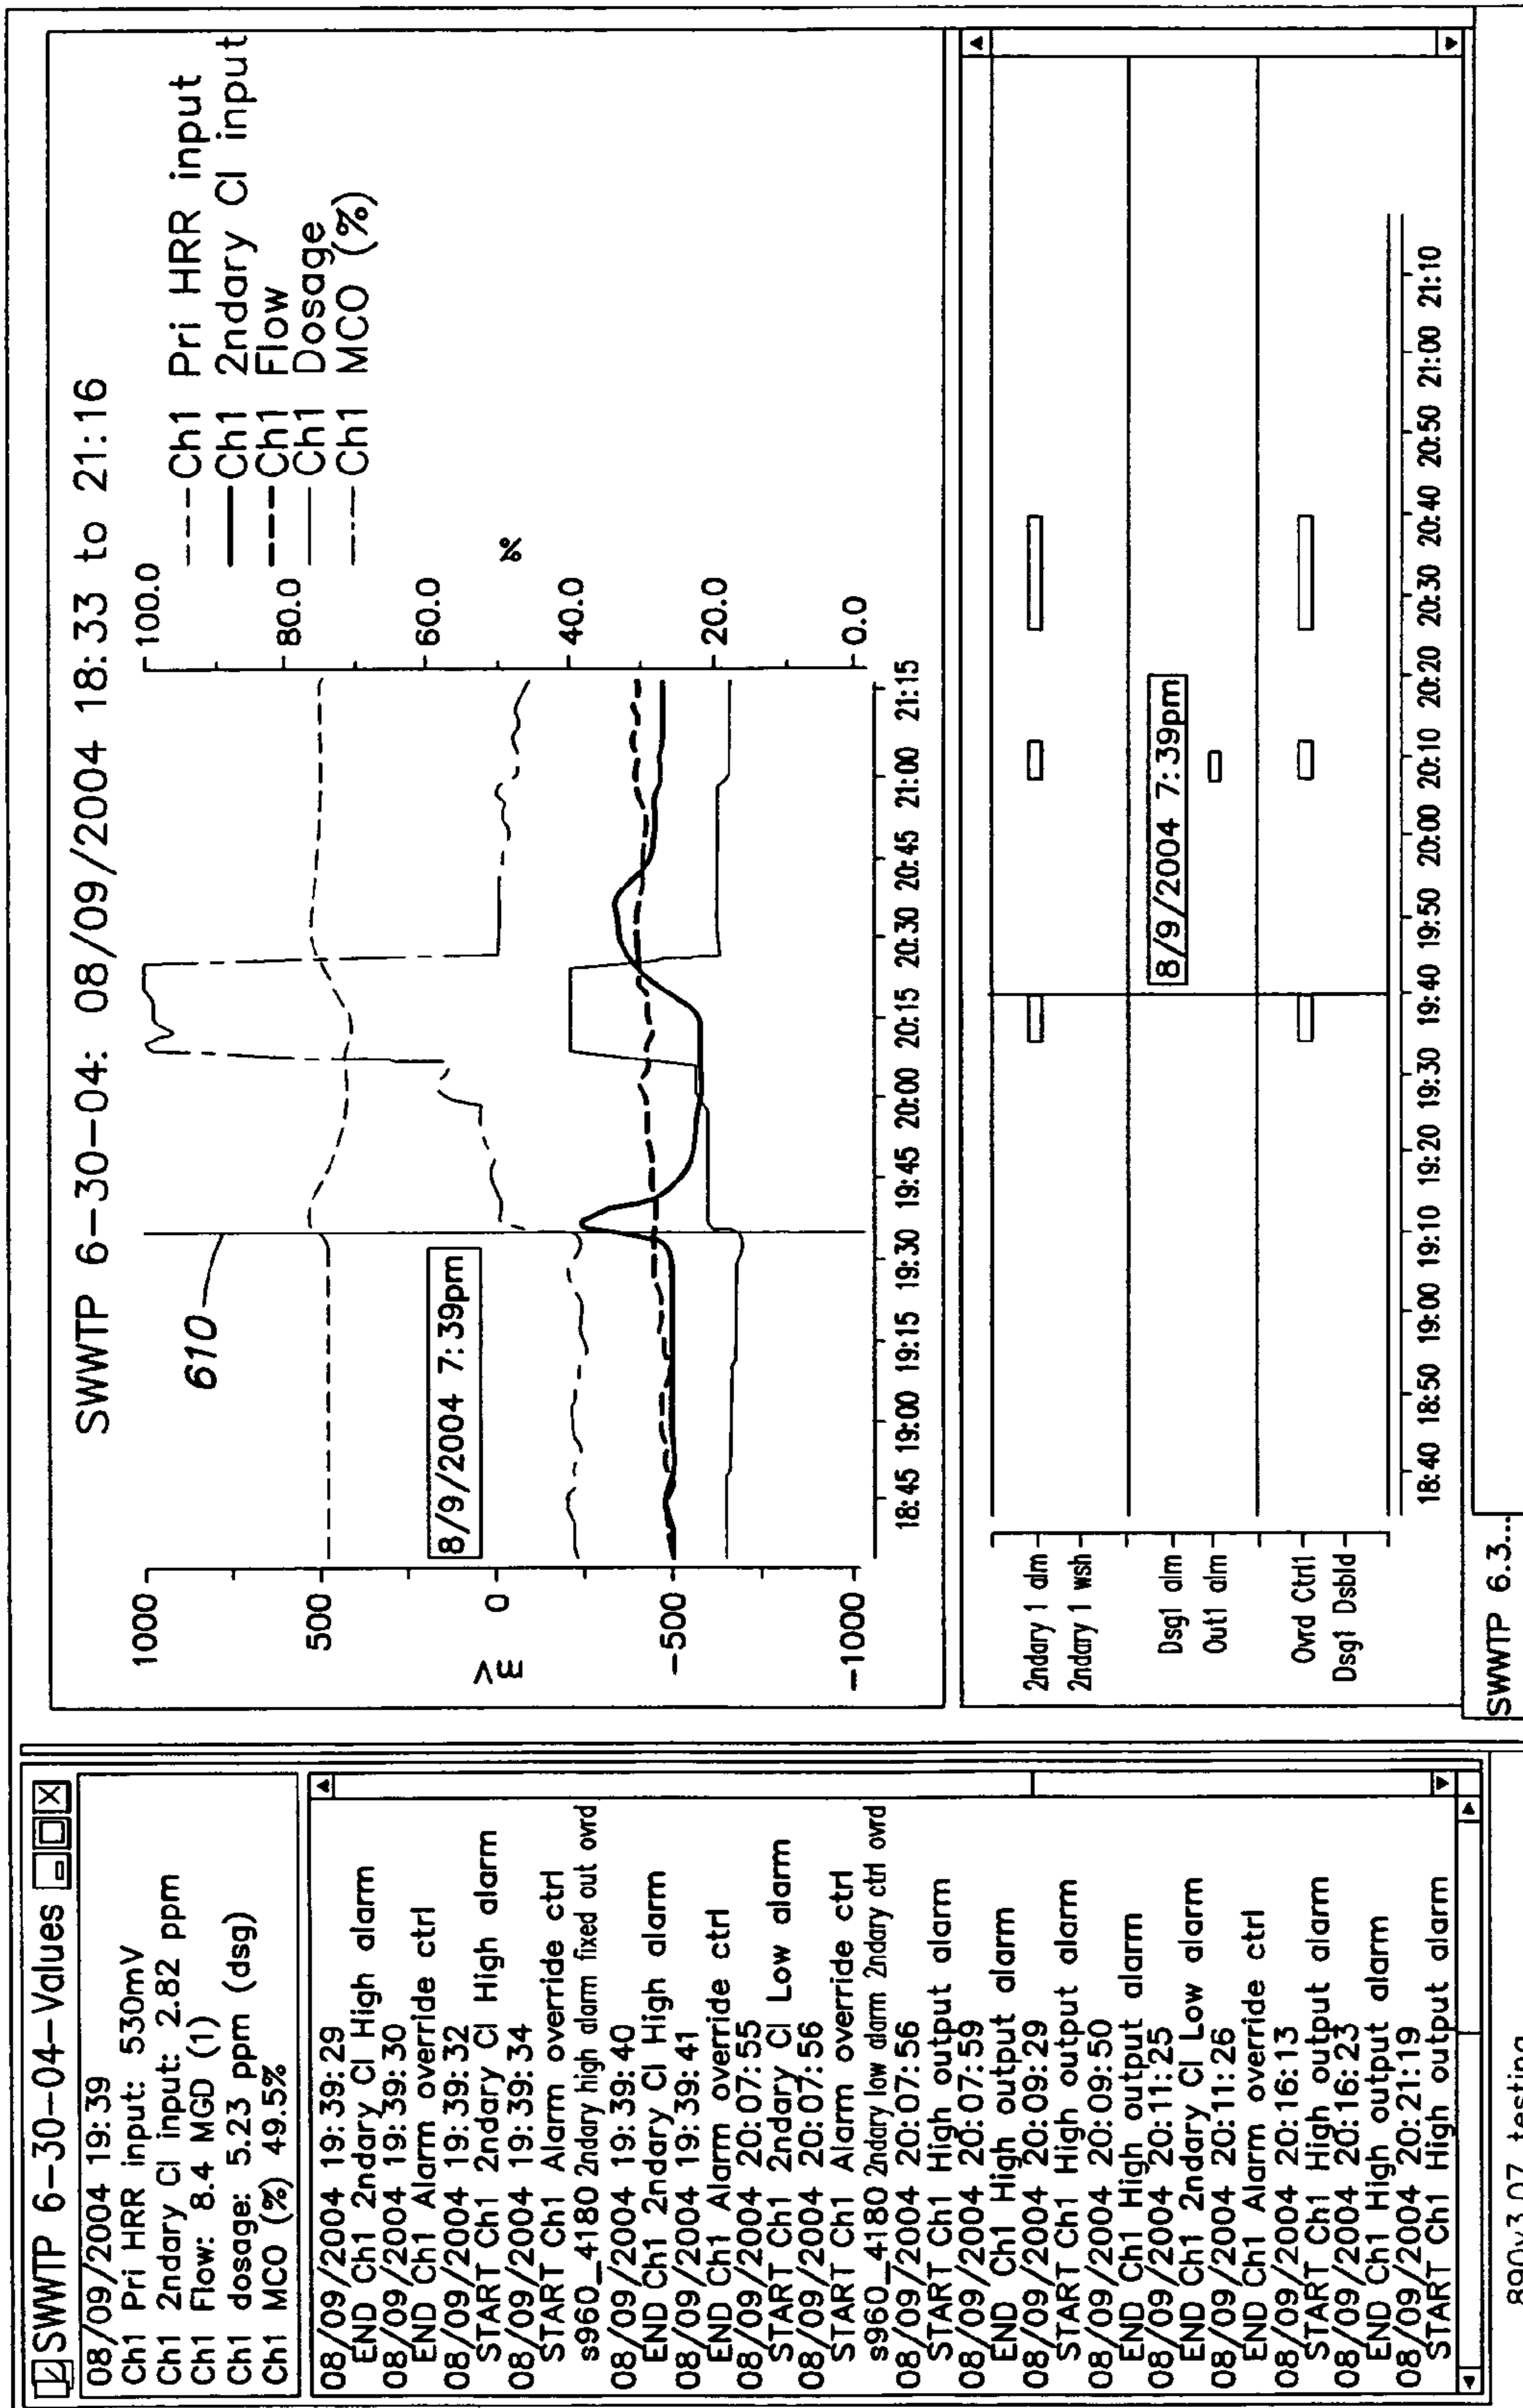 SWWTP 6-30-04-Values
08/09/2004 19:39
Ch1 Pri HRR input: 530mV
Ch1 2ndary Cl input: 2.82 ppm
Ch1 Flow: 8.4 MGD (1)
Ch1 dosage: 5.23 ppm (dsg)
Ch1 MCO (%) 49.5%
08/09/2004 19:39:29
END Ch1 2ndary Cl High alarm
08/09/2004 19:39:30
END Ch1 Alarm override ctrl
08/09/2004 19:39:32
START Ch1 2ndary Cl High alarm
08/09/2004 19:39:34
START Ch1 Alarm override ctrl
s960_4180 2ndary high alarm fixed out ovrd
08/09/2004 19:39:40
END Ch1 2ndary Cl High alarm
08/09/2004 19:39:41
END Ch1 Alarm override ctrl
08/09/2004 20:07:55
START Ch1 2ndary Cl Low alarm
08/09/2004 20:07:56
START Ch1 Alarm override ctrl
s960_4180 2ndary low alarm 2ndary ctrl ovrd
08/09/2004 20:07:56
START Ch1 High output alarm
08/09/2004 20:07:59
END Ch1 High output alarm
08/09/2004 20:09:29
START Ch1 High output alarm
08/09/2004 20:09:50
END Ch1 High output alarm
08/09/2004 20:11:25
END Ch1 2ndary Cl Low alarm
08/09/2004 20:11:26
END Ch1 Alarm override ctrl
08/09/2004 20:16:13
START Ch1 High output alarm
08/09/2004 20:16:23
END Ch1 High output alarm
08/09/2004 20:21:19
START Ch1 High output alarm
890v3.07 testing
SWWTP 6-30-04: 08/09/2004 18:33 to 21:16
Ch1 Pri HRR input
Ch1 2ndary Cl input
Ch1 Flow
Ch1 Dosage
Ch1 MCO (%)
610
8/9/2004 7:39pm
1000
500
0
-500
-1000
mV
100.0
80.0
60.0
40.0
20.0
0.0
%
18:45 19:00 19:15 19:30 19:45 20:00 20:15 20:30 20:45 21:00 21:15
2ndary 1 alm
2ndary 1 wsh
Dsg1 alm
Out1 alm
Ovrd Ctrl1
Dsg1 Dsbld
8/9/2004 7:39pm
18:40 18:50 19:00 19:10 19:20 19:30 19:40 19:50 20:00 20:10 20:20 20:30 20:40 20:50 21:00 21:10
SWWTP 6.3...